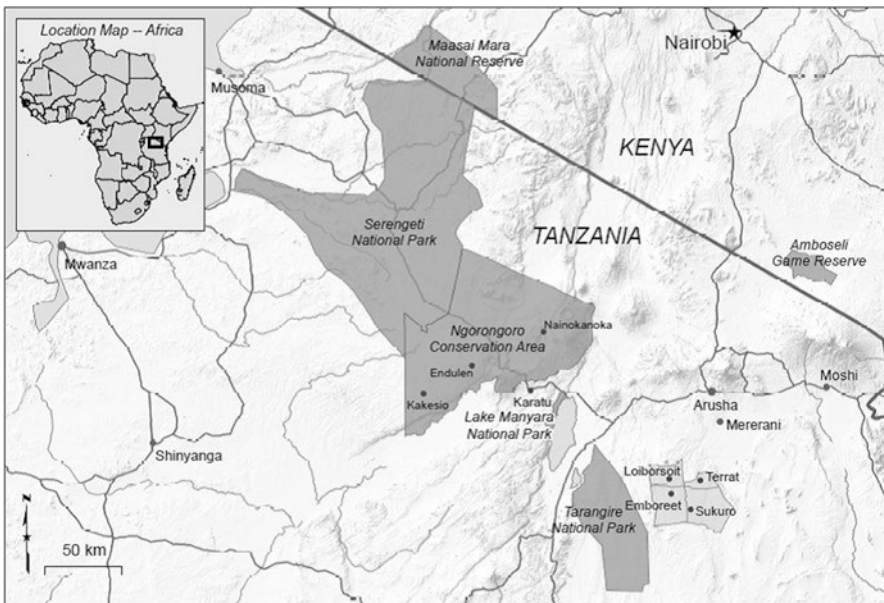 Location Map -- Africa
Maasai Mara
National Reserve
Nairobi
Musoma
KENYA
Serengeti
National Park
TANZANIA
Mwanza
Amboseli
Game Reserve
Nainokanoka
Ngorongoro
Conservation Area
Endulen
Kakesio
Karatu
Moshi
Arusha
Lake Manyara
National Park
Mererani
Shinyanga
Loiborsoit
Terrat
Emboreet
Sukuro
Tarangire
National Park
N
50 km